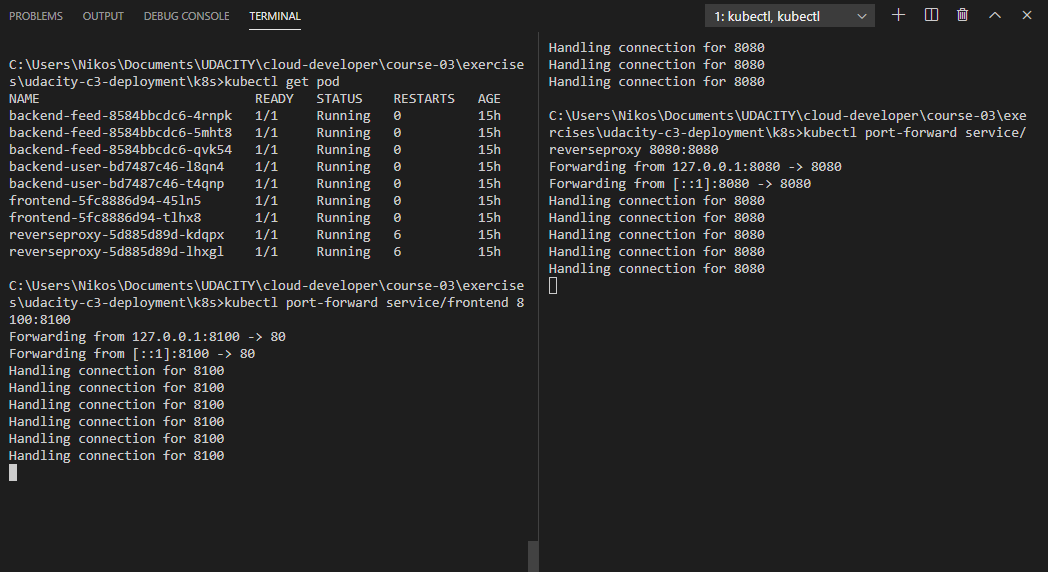 PROBLEMS OUTPUT DEBUG CONSOLE TERMINAL 1: kubectl, kubectl
C:\Users\Nikos\Documents\UDACITY\cloud-developer\course-03\exercise
s\udacity-c3-deployment\k8s>kubectl get pod
NAME READY STATUS RESTARTS AGE
backend-feed-8584bbcdc6-4rnpk 1/1 Running 0 15h
backend-feed-8584bbcdc6-5mht8 1/1 Running 0 15h
backend-feed-8584bbcdc6-qvk54 1/1 Running 0 15h
backend-user-bd7487c46-l8qn4 1/1 Running 0 15h
backend-user-bd7487c46-t4qnp 1/1 Running 0 15h
frontend-5fc8886d94-45ln5 1/1 Running 0 15h
frontend-5fc8886d94-tlhx8 1/1 Running 0 15h
reverseproxy-5d885d89d-kdqpx 1/1 Running 6 15h
reverseproxy-5d885d89d-lhxgl 1/1 Running 6 15h
C:\Users\Nikos\Documents\UDACITY\cloud-developer\course-03\exercise
s\udacity-c3-deployment\k8s>kubectl port-forward service/frontend 8
100:8100
Forwarding from 127.0.0.1:8100 -> 80
Forwarding from [::1]:8100 -> 80
Handling connection for 8100
Handling connection for 8100
Handling connection for 8100
Handling connection for 8100
Handling connection for 8100
Handling connection for 8100
Handling connection for 8080
Handling connection for 8080
Handling connection for 8080
C:\Users\Nikos\Documents\UDACITY\cloud-developer\course-03\exe
rcises\udacity-c3-deployment\k8s>kubectl port-forward service/
reverseproxy 8080:8080
Forwarding from 127.0.0.1:8080 -> 8080
Forwarding from [::1]:8080 -> 8080
Handling connection for 8080
Handling connection for 8080
Handling connection for 8080
Handling connection for 8080
Handling connection for 8080